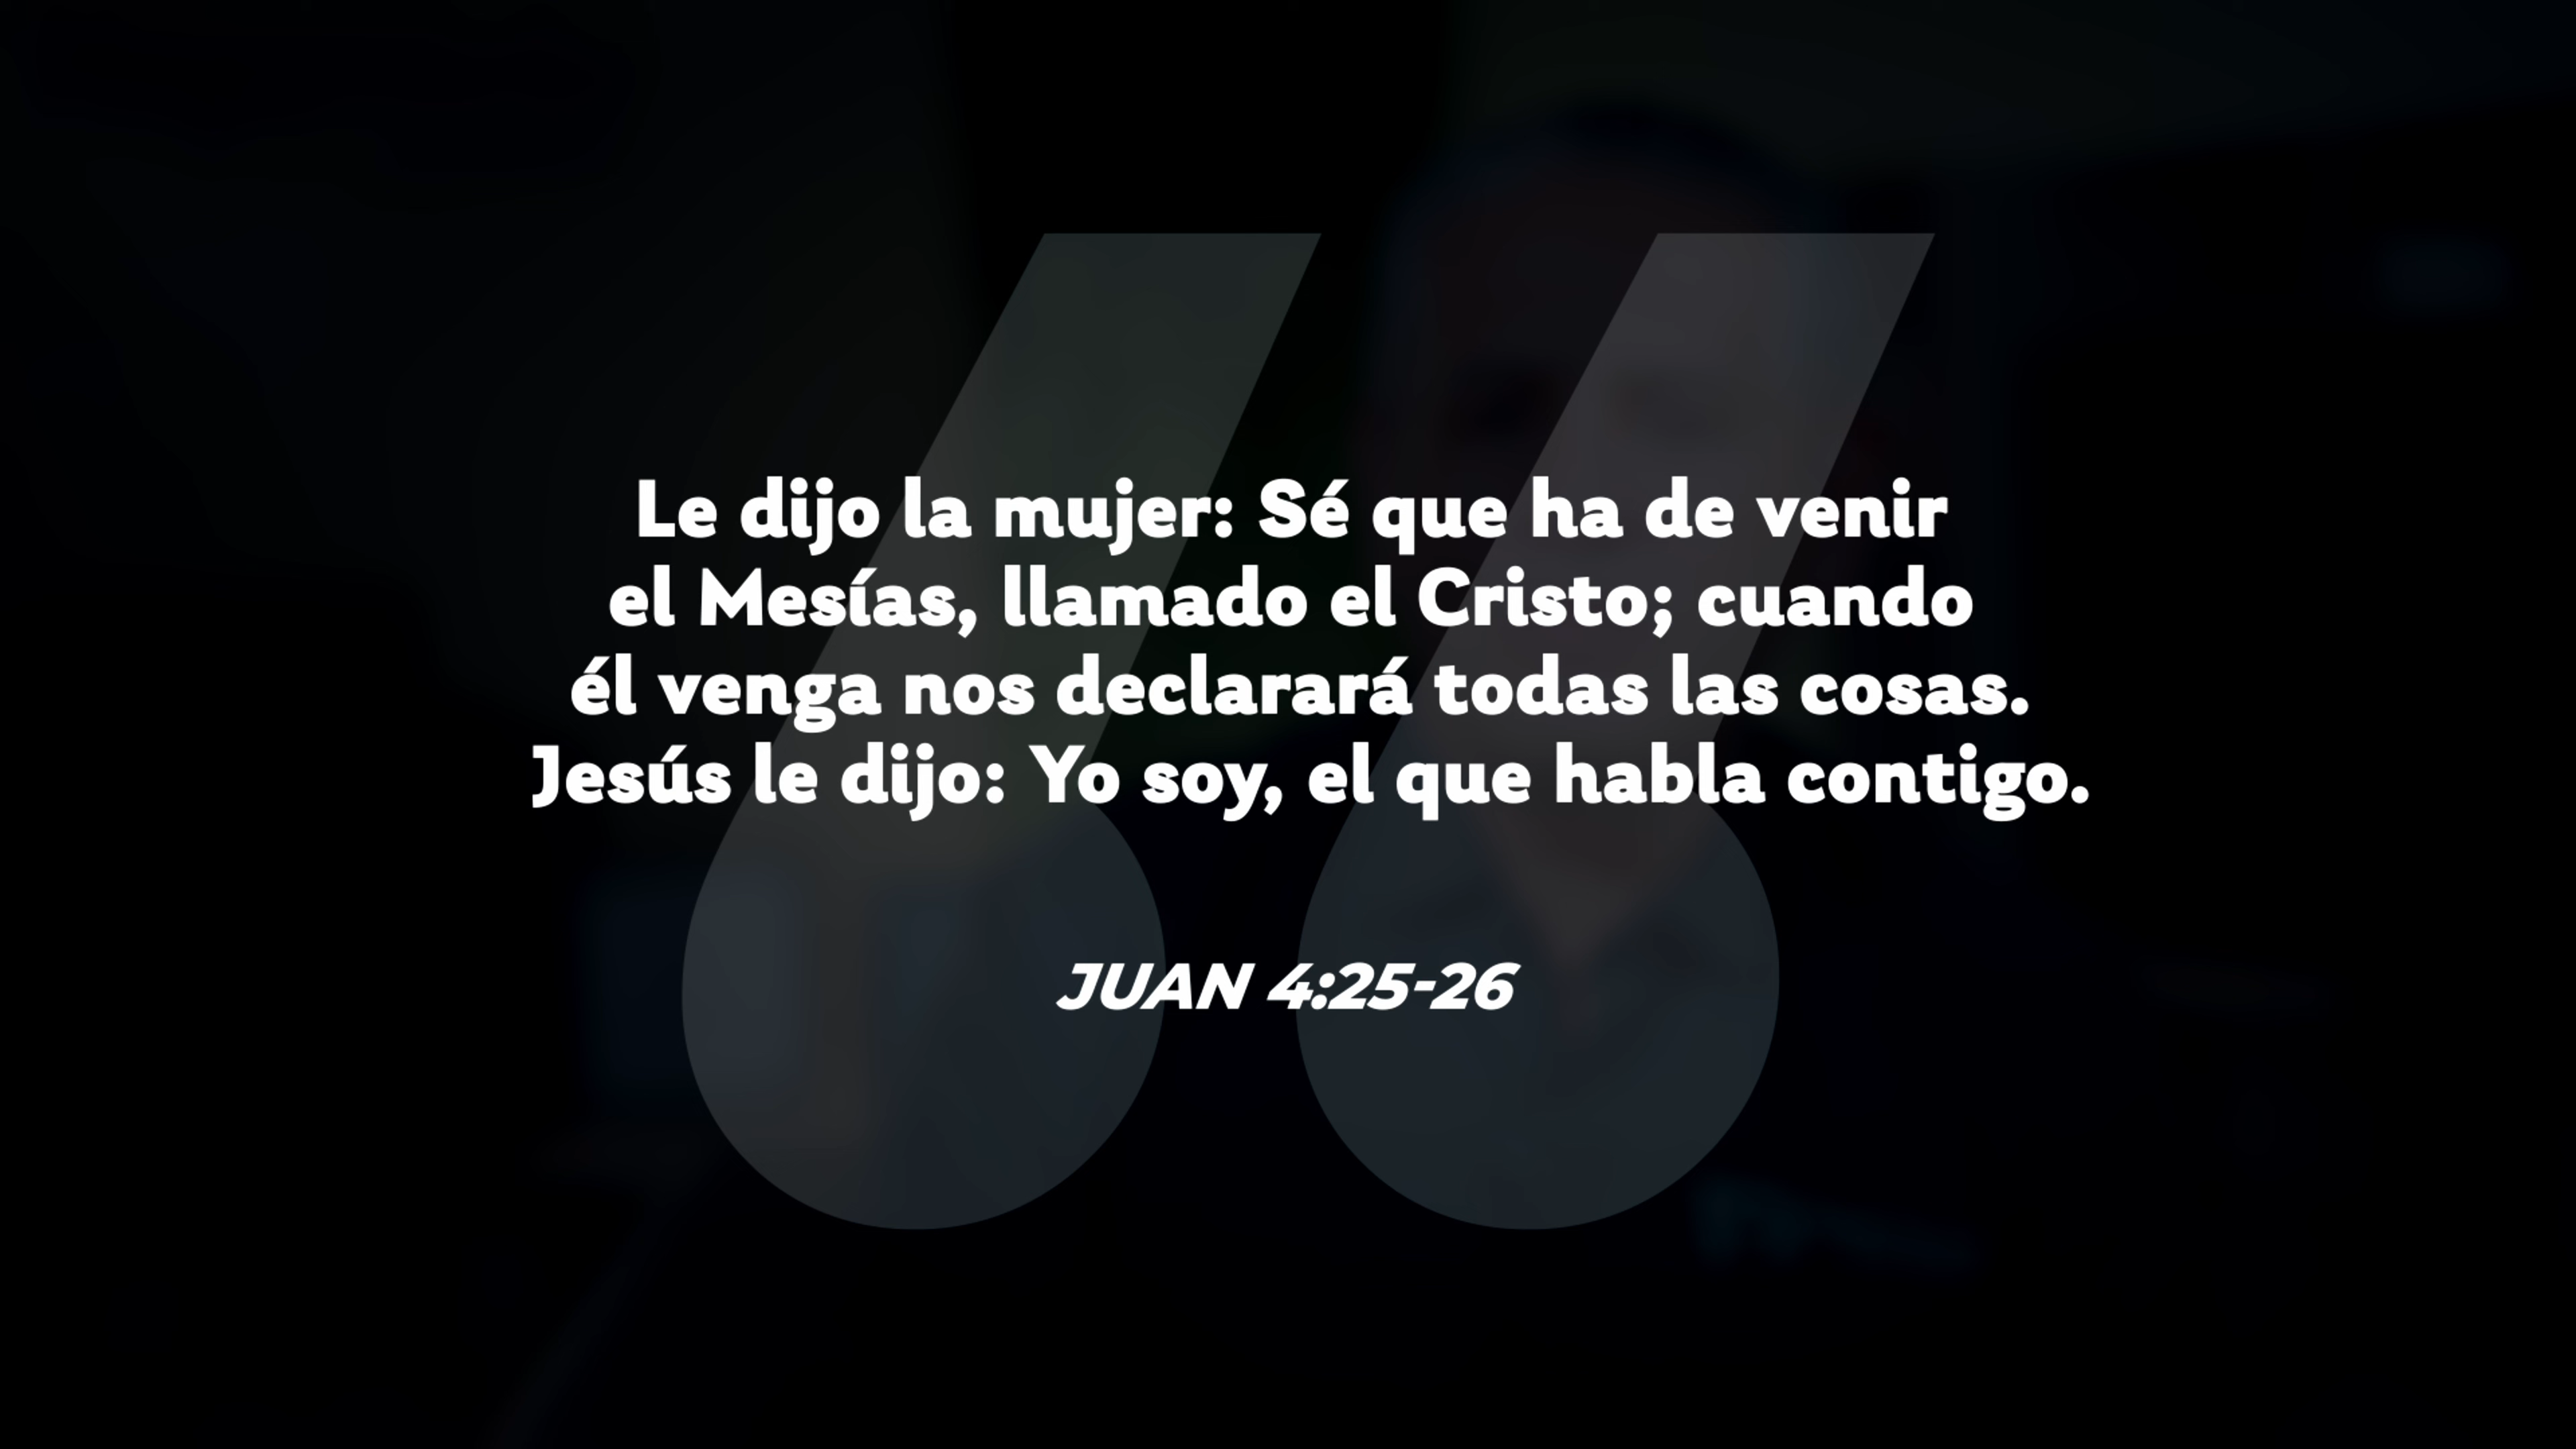 Le dijo la mujer: Sé que ha de venir
el Mesías, llamado el Cristo; cuando
él venga nos declarará todas las cosas.
Jesús le dijo: Yo soy, el que habla contigo.
JUAN 4:25-26